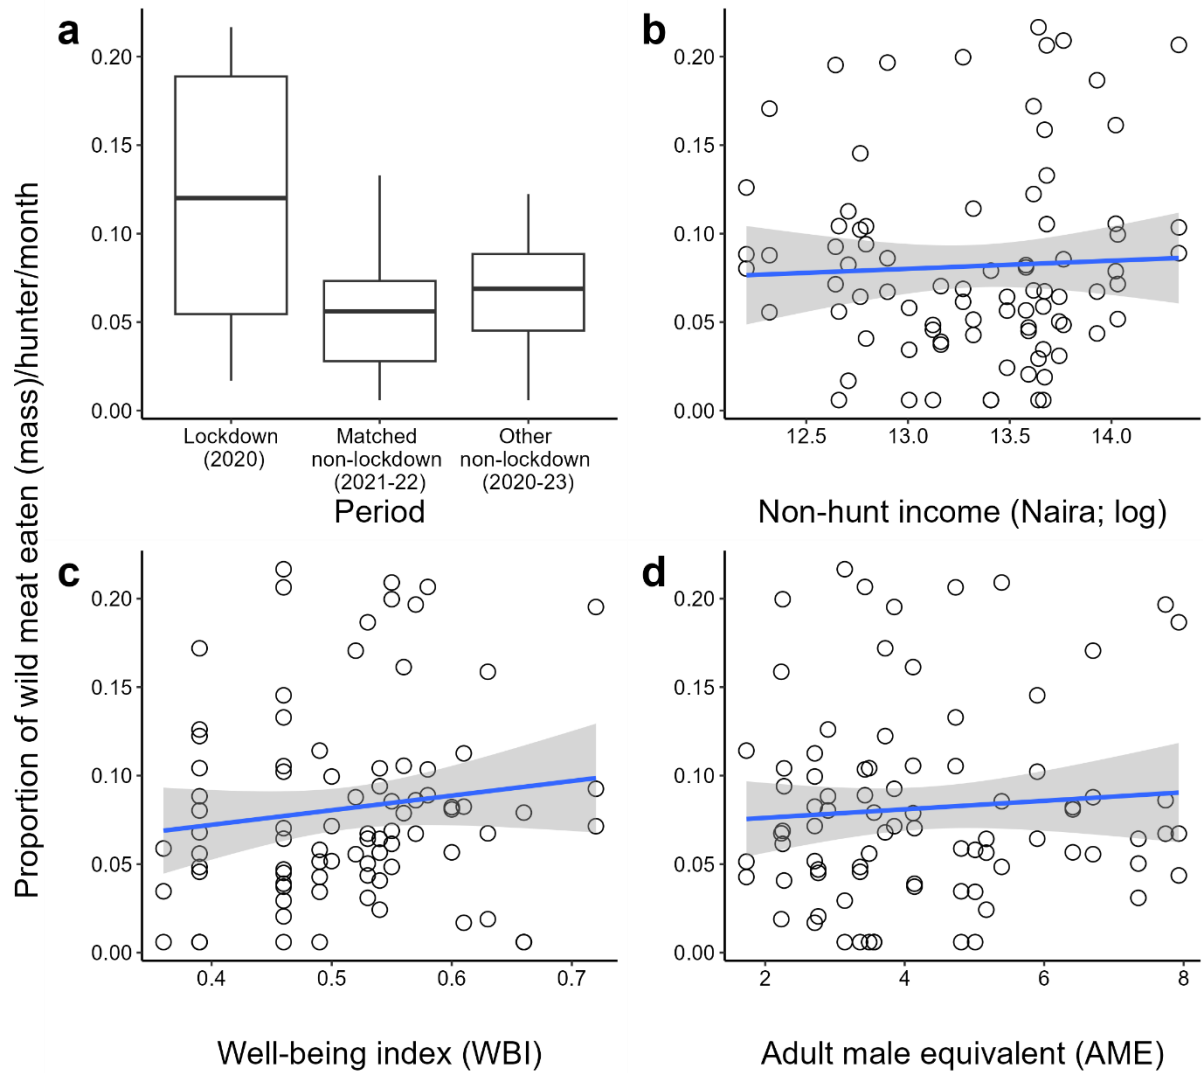 Proportion of wild meat eaten (mass)/hunter/month
a
0.20
0.15
0.10
0.05
0.00
Lockdown
(2020)
Matched
non-lockdown
(2021-22)
Other
non-lockdown
(2020-23)
Period
b
0.20
0.15
0.10
0.05
0.00
12.5 13.0 13.5 14.0
Non-hunt income (Naira; log)
c
0.20
0.15
0.10
0.05
0.00
0.4 0.5 0.6 0.7
Well-being index (WBI)
d
0.20
0.15
0.10
0.05
0.00
2 4 6 8
Adult male equivalent (AME)